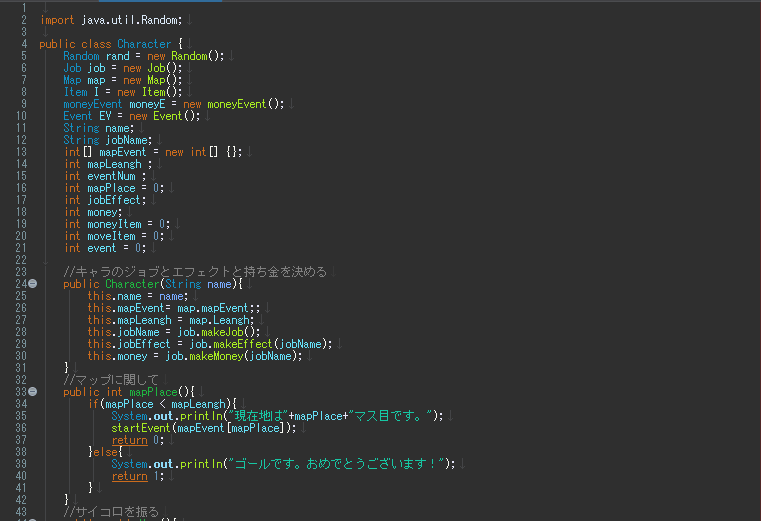 1
2 import java.util.Random;
3
4 public class Character {
5 Random rand = new Random();
6 Job job = new Job();
7 Map map = new Map();
8 Item I = new Item();
9 moneyEvent moneyE = new moneyEvent();
10 Event EV = new Event();
11 String name;
12 String jobName;
13 int[] mapEvent = new int[] {};
14 int mapLeangh ;
15 int eventNum ;
16 int mapPlace = 0;
17 int jobEffect;
18 int money;
19 int moneyItem = 0;
20 int moveItem = 0;
21 int event = 0;
22
23 //キャラのジョブとエフェクトと持ち金を決める
24 public Character(String name){
25 this.name = name;
26 this.mapEvent= map.mapEvent;;
27 this.mapLeangh = map.Leangh;
28 this.jobName = job.makeJob();
29 this.jobEffect = job.makeEffect(jobName);
30 this.money = job.makeMoney(jobName);
31 }
32 //マップに関して
33 public int mapPlace(){
34 if(mapPlace < mapLeangh){
35 System.out.println("現在地は"+mapPlace+"マス目です。");
36 startEvent(mapEvent[mapPlace]);
37 return 0;
38 }else{
39 System.out.println("ゴールです。おめでとうございます！");
40 return 1;
41 }
42 }
43 //サイコロを振る